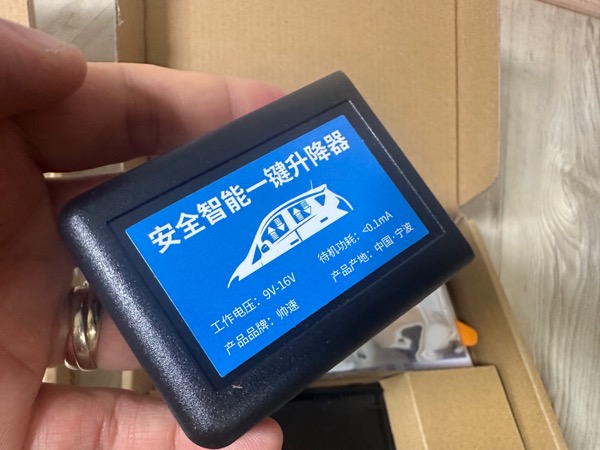 安全智能一键升降器
工作电压：9V-16V
待机功耗：<0.1mA
产品品牌：帅速
产品产地：中国·宁波